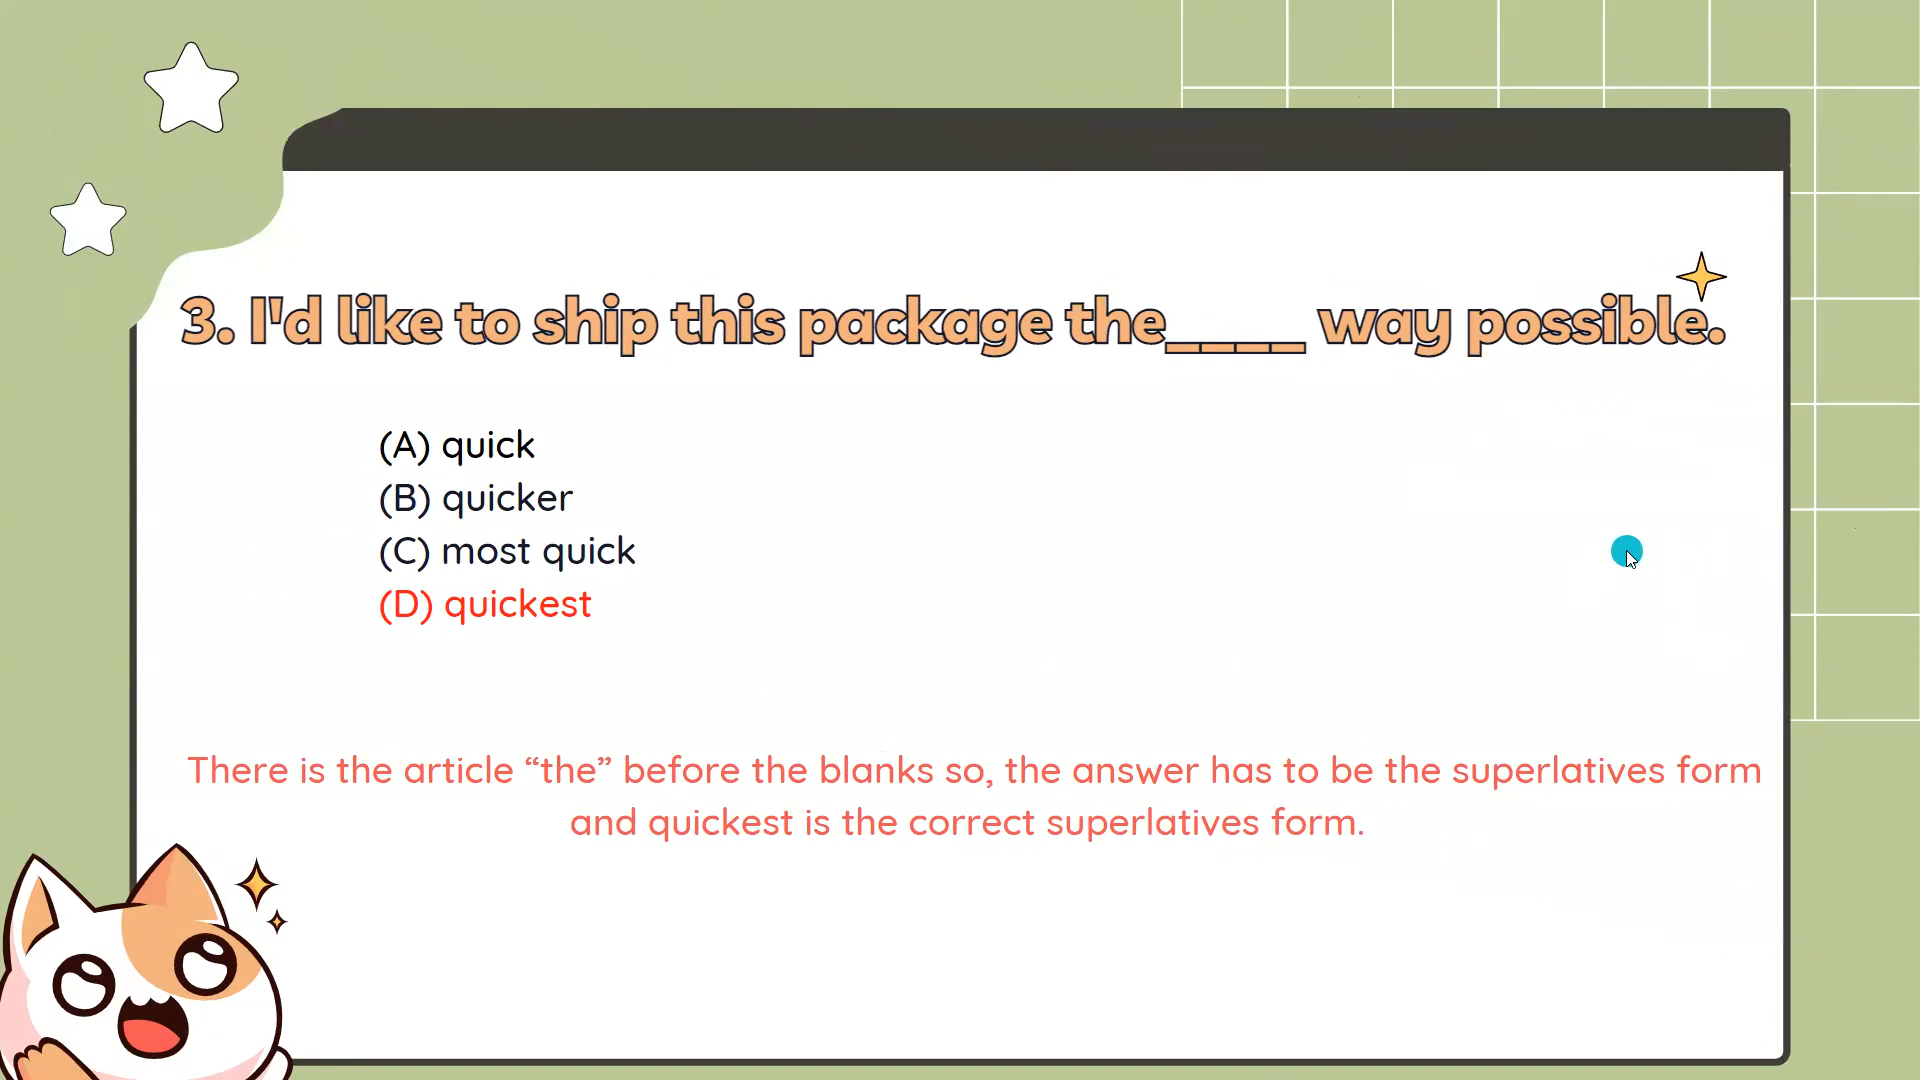 3. I'd like to ship this package the____ way possible.
(A) quick
(B) quicker
(C) most quick
(D) quickest
There is the article “the” before the blanks so, the answer has to be the superlatives form
and quickest is the correct superlatives form.